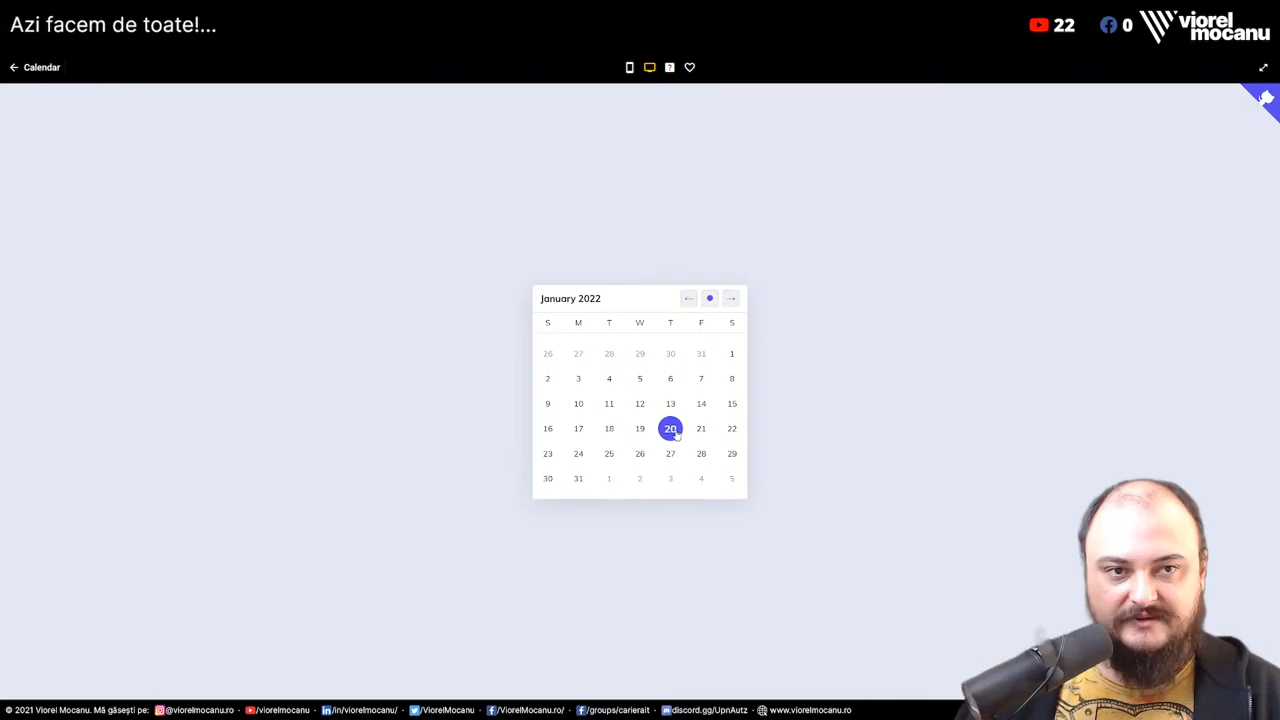 Azi facem de toate!...
22
0
viorel
mocanu
Calendar
January 2022
S M T W T F S
26 27 28 29 30 31 1
2 3 4 5 6 7 8
9 10 11 12 13 14 15
16 17 18 19 20 21 22
23 24 25 26 27 28 29
30 31 1 2 3 4 5
© 2021 Viorel Mocanu. Mă găsești pe: @viorelmocanu.ro · /viorelmocanu · /in/viorelmocanu/ · /ViorelMocanu · /ViorelMocanu.ro/ · /groups/carierait · discord.gg/UpnAutz · www.viorelmocanu.ro